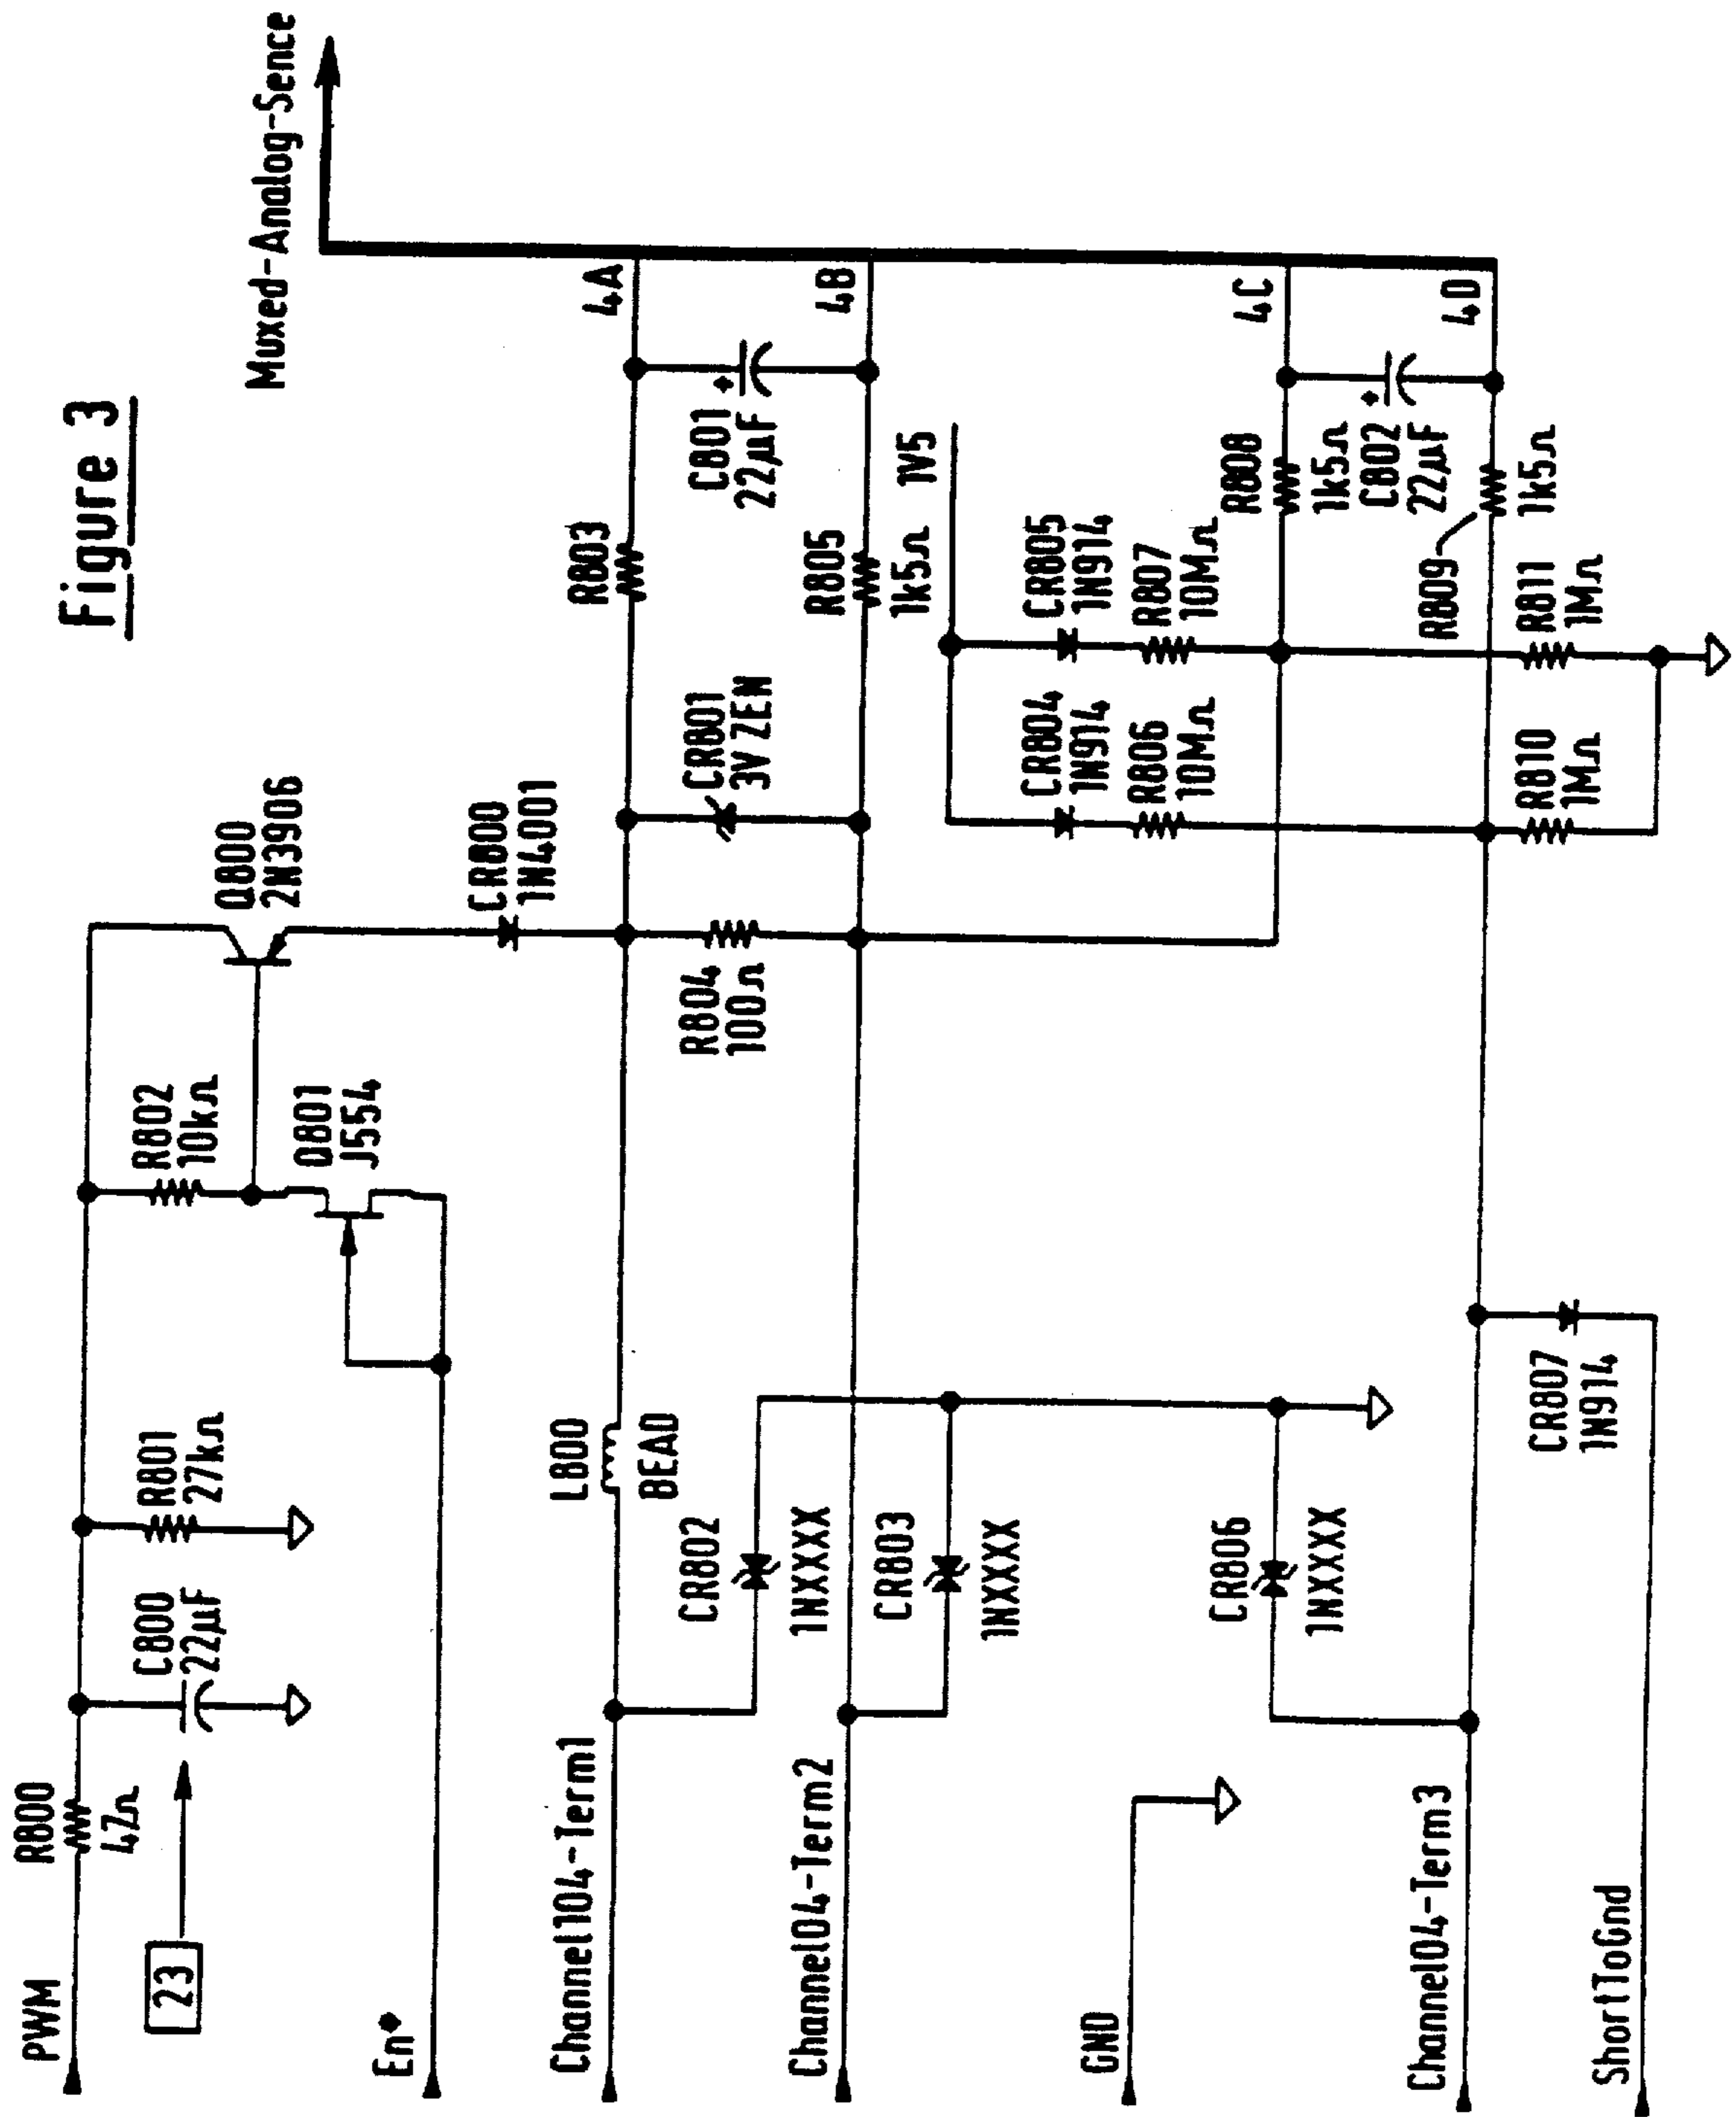 Figure 3
Muxed-Analog-Sence
PWM
R800
47Ω
23
C800
22µF
R801
27kΩ
R802
10kΩ
Q801
J554
Q800
2N3906
CR800
1N4001
En*
Channel104-Term1
L800
BEAD
R803
4A
CR802
1NXXXX
R804
100Ω
CR801
3V ZEN
C801
+
22µF
Channel04-Term2
R805
1k5Ω
4B
CR803
1NXXXX
1V5
CR804
1N914
R806
10MΩ
CR805
1N914
R807
10MΩ
GND
CR806
1NXXXX
R808
1k5Ω
4C
C802
+
22µF
Channel04-Term3
R809
1k5Ω
4D
CR807
1N914
R810
1MΩ
R811
1MΩ
ShortToGnd